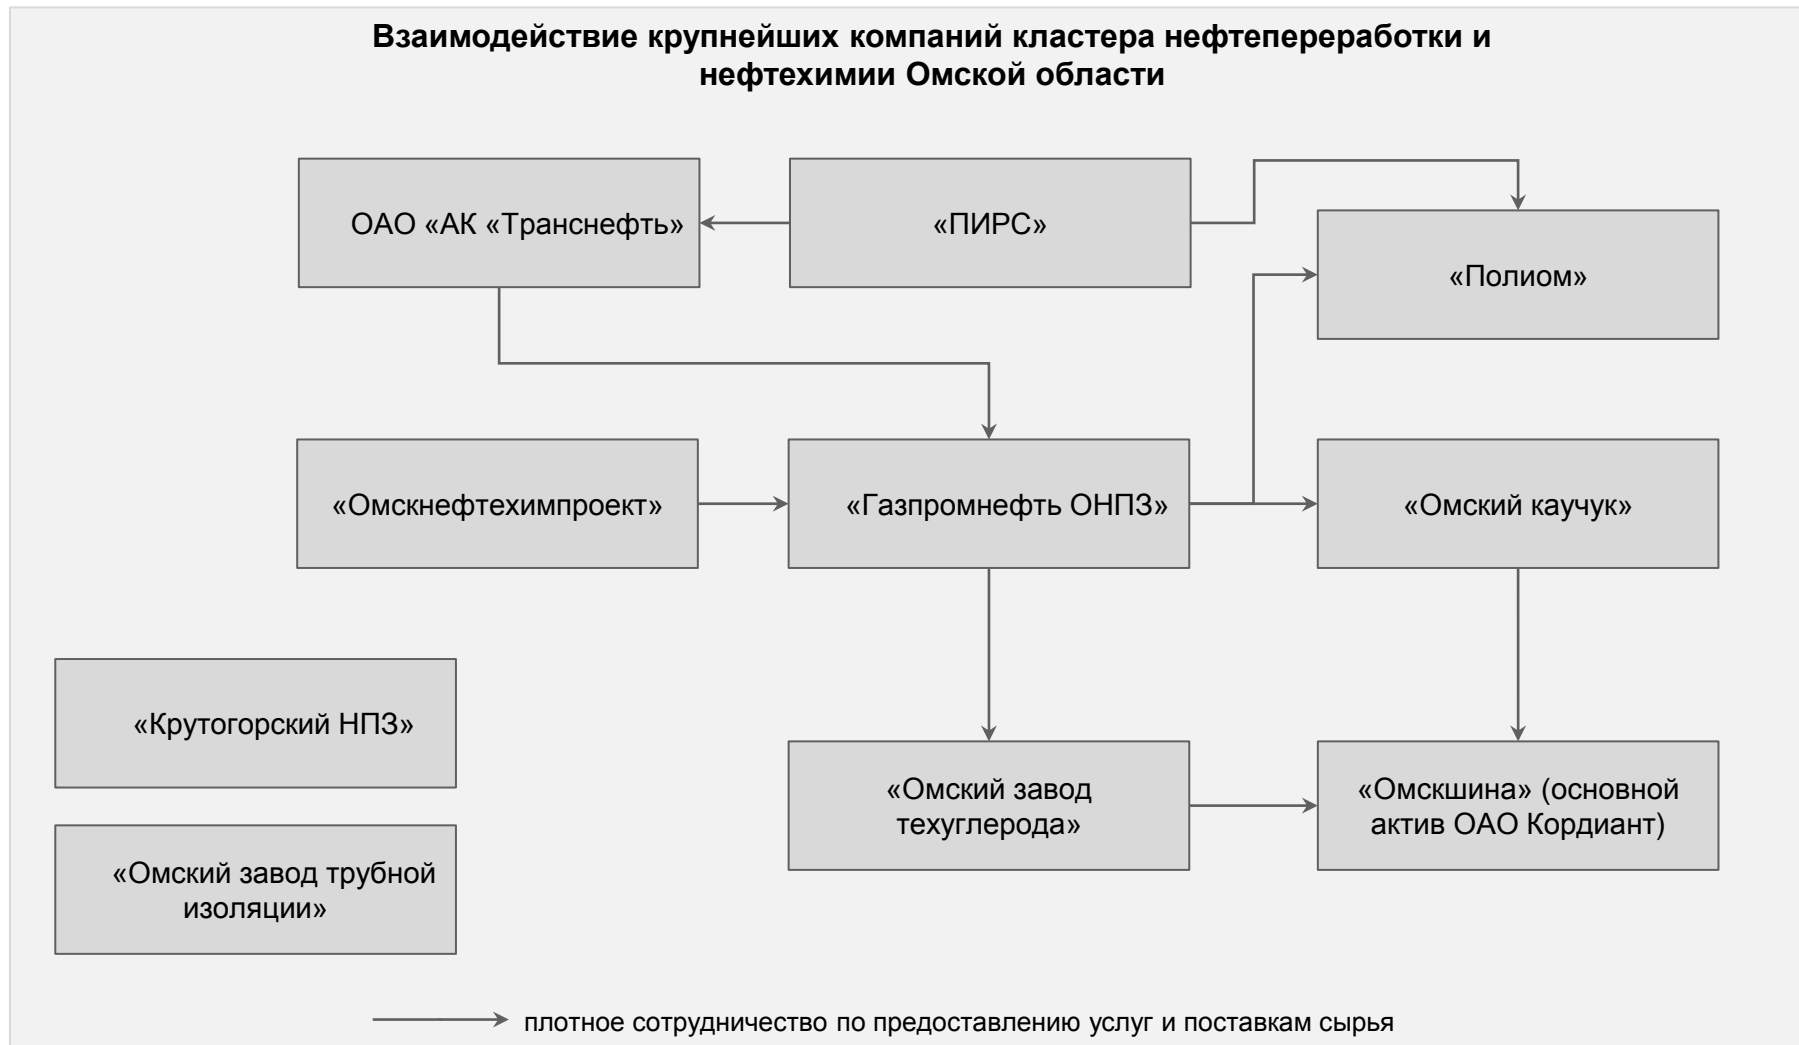 Взаимодействие крупнейших компаний кластера нефтепереработки и
нефтехимии Омской области
ОАО «АК «Транснефть»
«ПИРС»
«Полиом»
«Омскнефтехимпроект»
«Газпромнефть ОНПЗ»
«Омский каучук»
«Крутогорский НПЗ»
«Омский завод
техуглерода»
«Омскшина» (основной
актив ОАО Кордиант)
«Омский завод трубной
изоляции»
плотное сотрудничество по предоставлению услуг и поставкам сырья